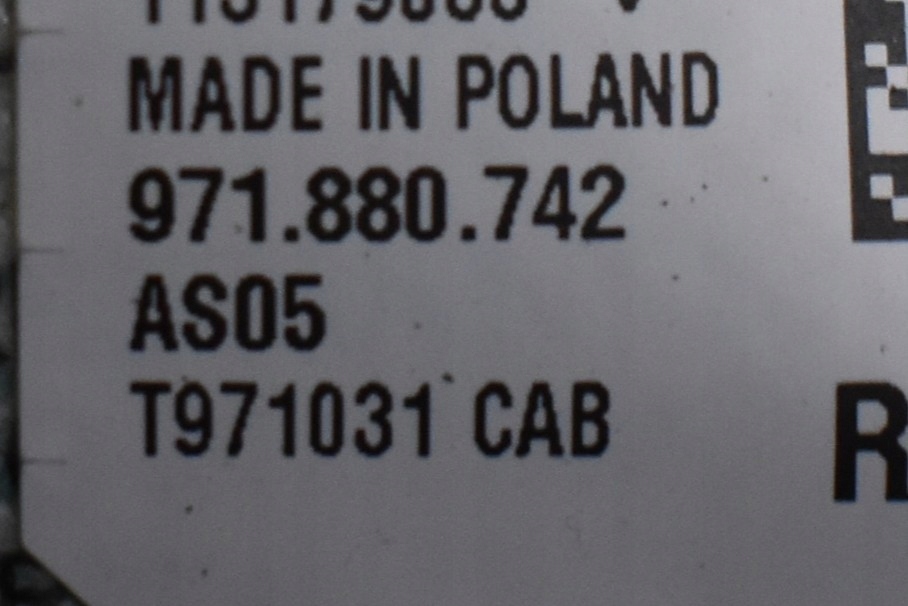 MADE IN POLAND
971.880.742
AS05
T971031 CAB
R